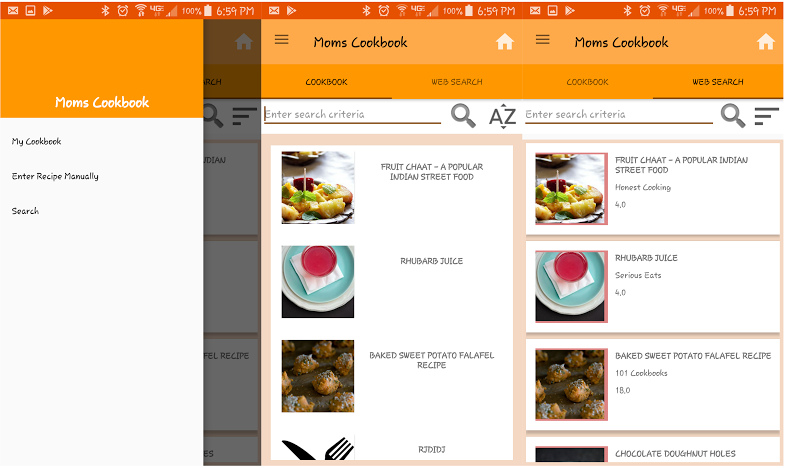 100% 6:59 PM
Moms Cookbook
My Cookbook
Enter Recipe Manually
Search
ARCH
NDIAN
FEL RECIPE
ES
100% 6:59 PM
Moms Cookbook
COOKBOOK WEB SEARCH
Enter search criteria AZ
FRUIT CHAAT – A POPULAR
INDIAN STREET FOOD
RHUBARB JUICE
BAKED SWEET POTATO FALAFEL
RECIPE
RJDJDJ
4GE 100% 6:59 PM
Moms Cookbook
COOKBOOK WEB SEARCH
Enter search criteria
FRUIT CHAAT – A POPULAR INDIAN
STREET FOOD
Honest Cooking
4.0
RHUBARB JUICE
Serious Eats
4.0
BAKED SWEET POTATO FALAFEL RECIPE
101 Cookbooks
18.0
CHOCOLATE DOUGHNUT HOLES